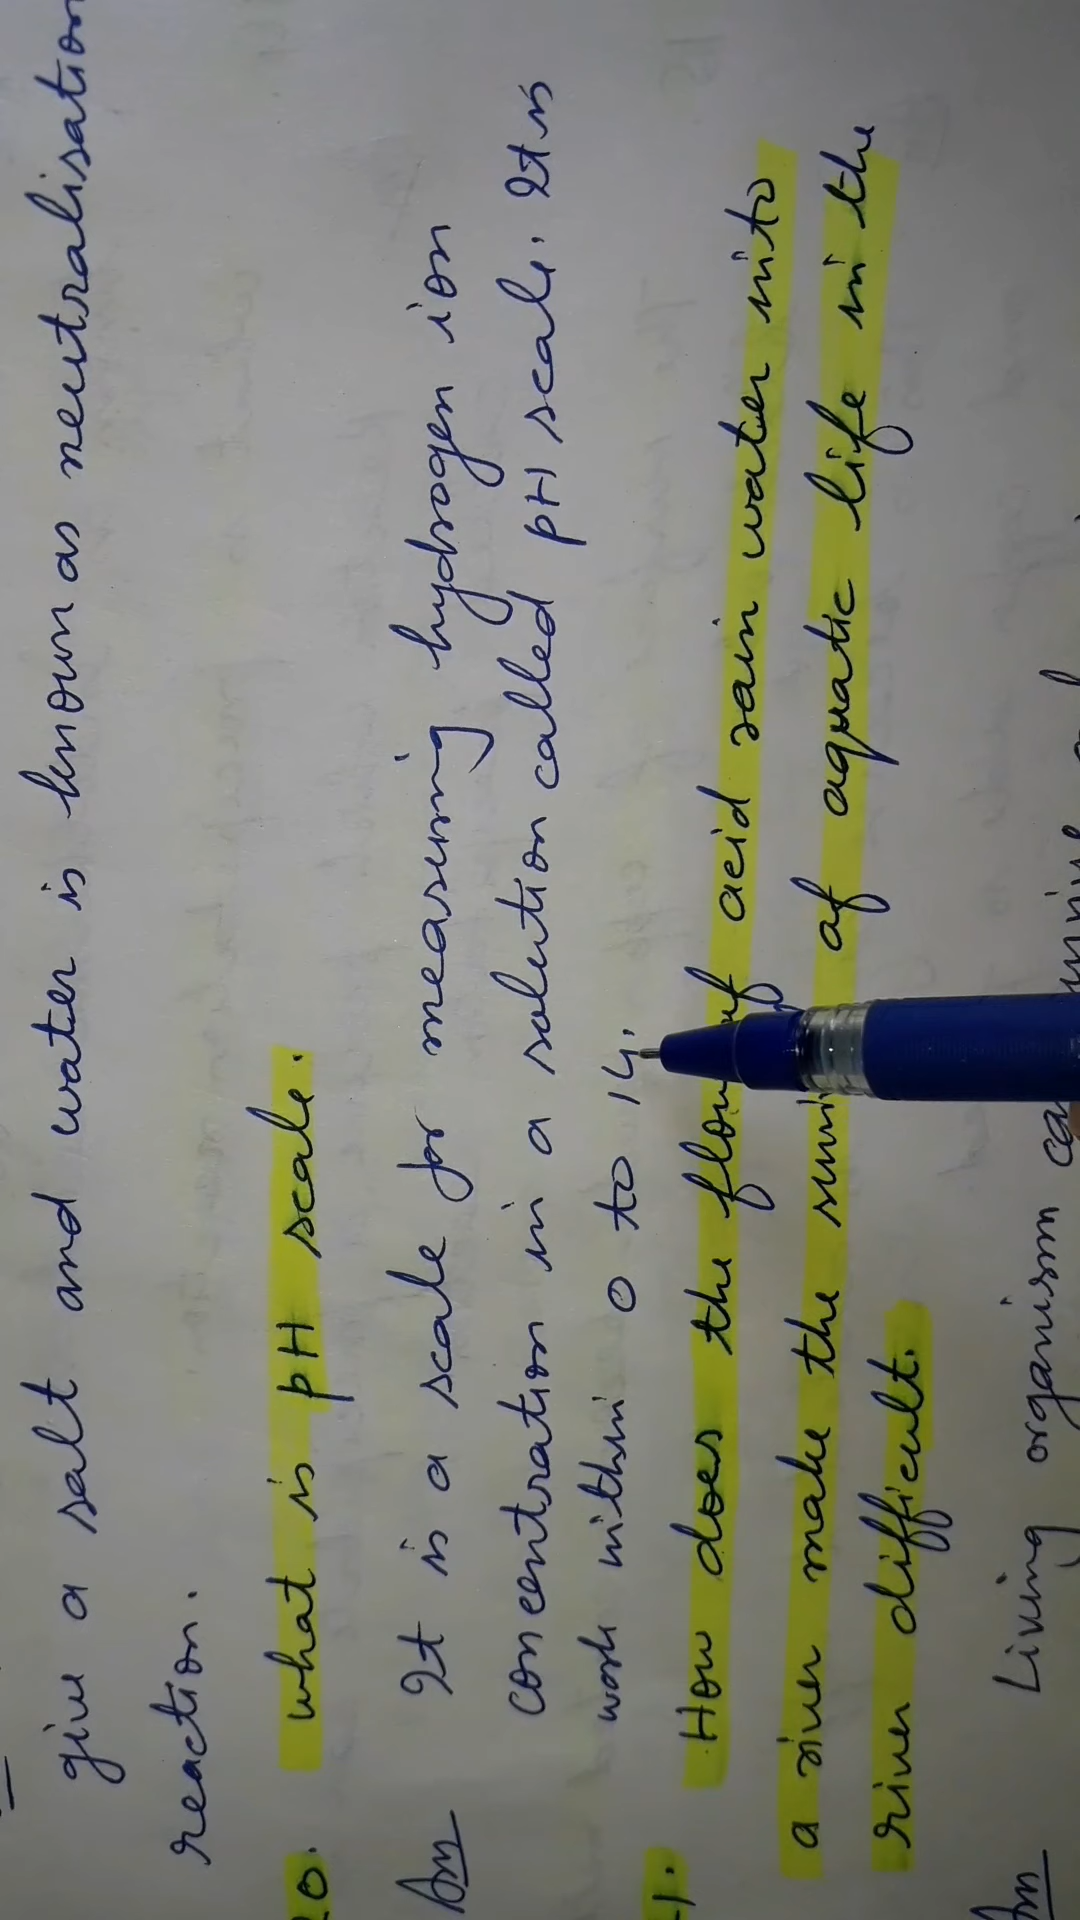 give a salt and water is known as neutralisation
reaction.
0. what is pH scale.
Ans It is a scale for measuring hydrogen ion
concentration in a solution called pH scale. It is
work within 0 to 14.
1. How does the flow of acid rain water into
a river make the of aquatic life in the
river difficult.
Ans Living organism